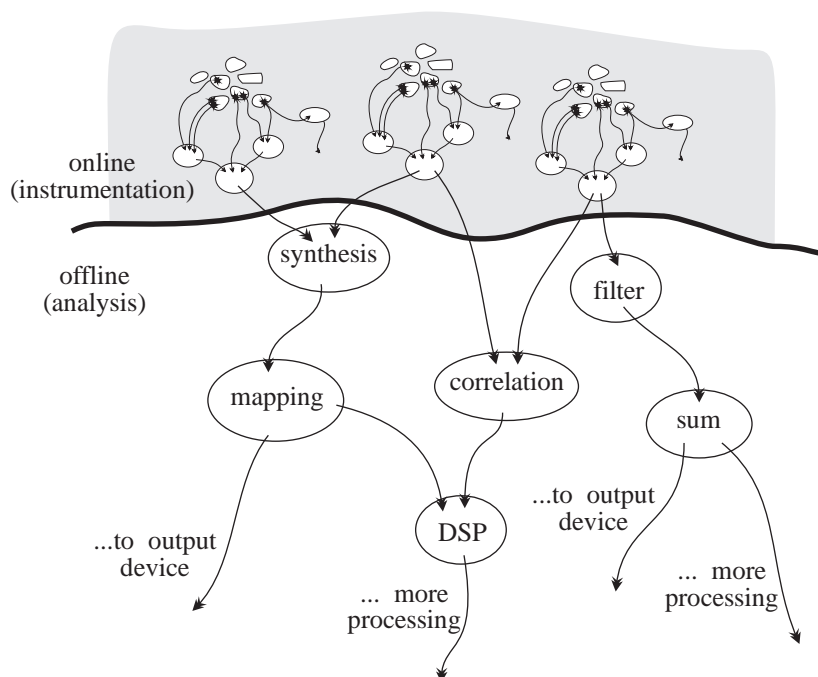 online
(instrumentation)
synthesis
offline
(analysis)
filter
mapping
correlation
sum
...to output
device
DSP
...to output
device
... more
processing
... more
processing